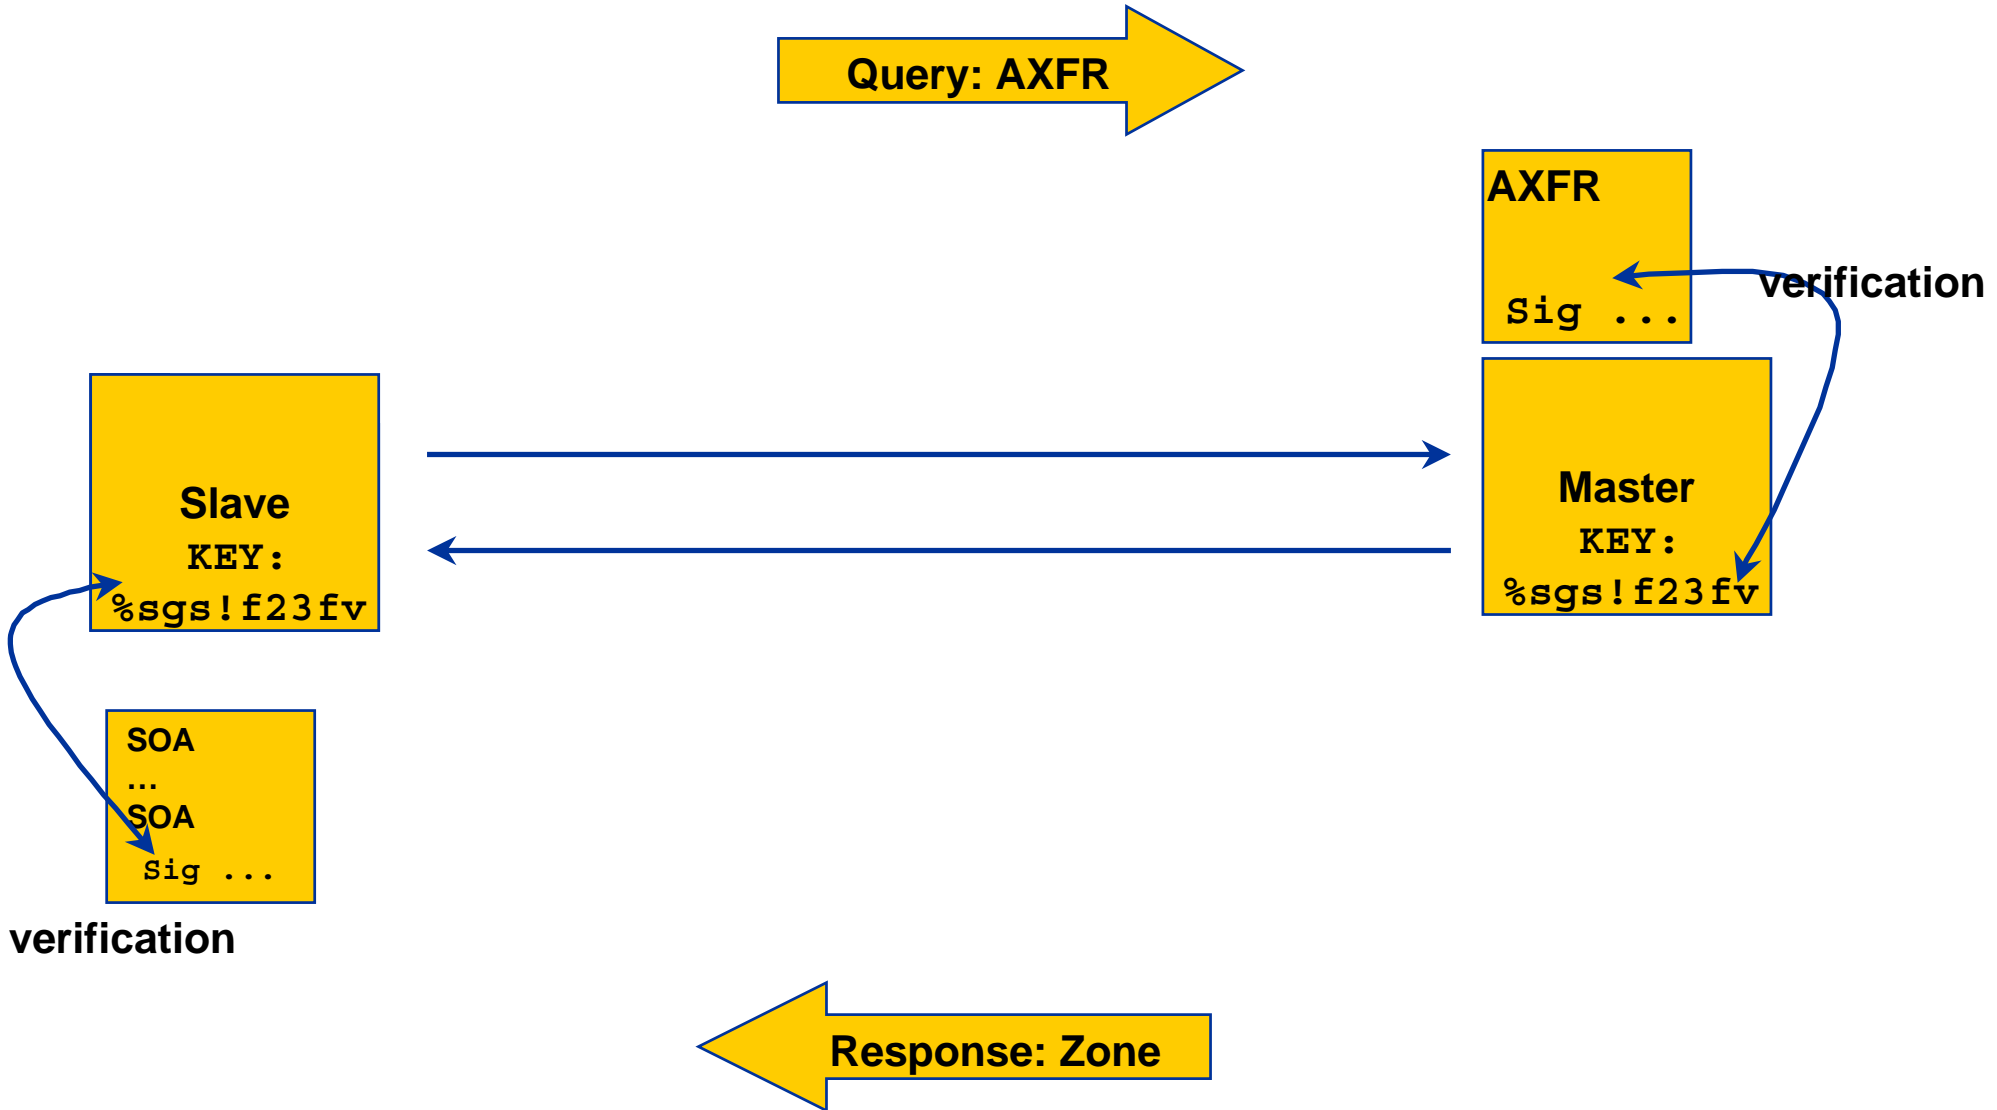 Query: AXFR
AXFR
Sig ...
verification
Slave
KEY:
%sgs!f23fv
Master
KEY:
%sgs!f23fv
SOA
...
SOA
Sig ...
verification
Response: Zone